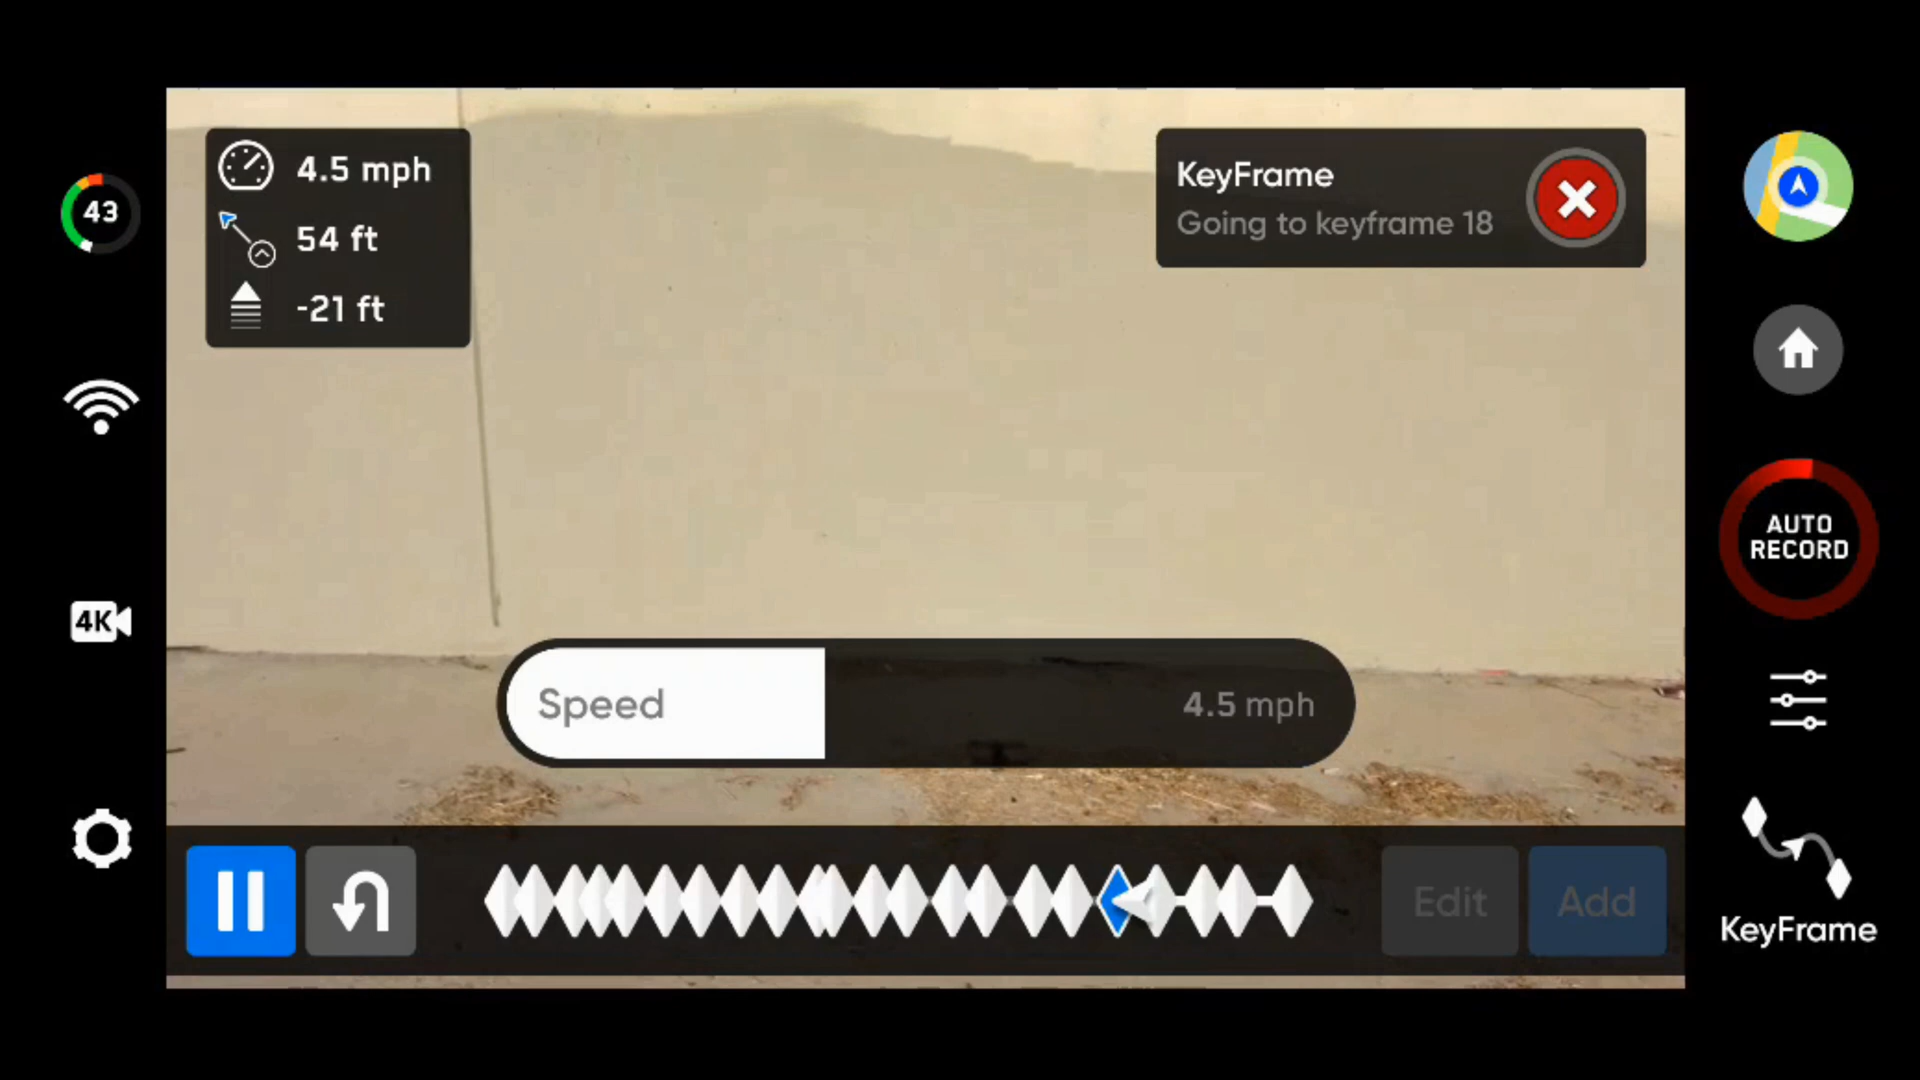 43
4K
4.5 mph
54 ft
-21 ft
KeyFrame
Going to keyframe 18
Speed
4.5 mph
Edit
Add
AUTO
RECORD
KeyFrame